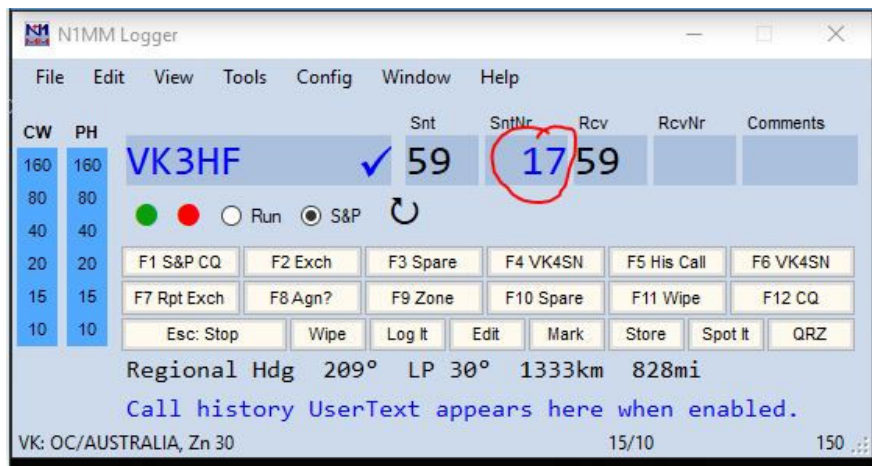 N1MM Logger
File Edit View Tools Config Window Help
CW PH Snt SntNr Rcv RcvNr Comments
160 160 VK3HF ✓ 59 17 59
80 80
40 40 Run S&P
20 20 F1 S&P CQ F2 Exch F3 Spare F4 VK4SN F5 His Call F6 VK4SN
15 15 F7 Rpt Exch F8 Agn? F9 Zone F10 Spare F11 Wipe F12 CQ
10 10 Esc: Stop Wipe Log It Edit Mark Store Spot It QRZ
Regional Hdg 209° LP 30° 1333km 828mi
Call history UserText appears here when enabled.
VK: OC/AUSTRALIA, Zn 30 15/10 150